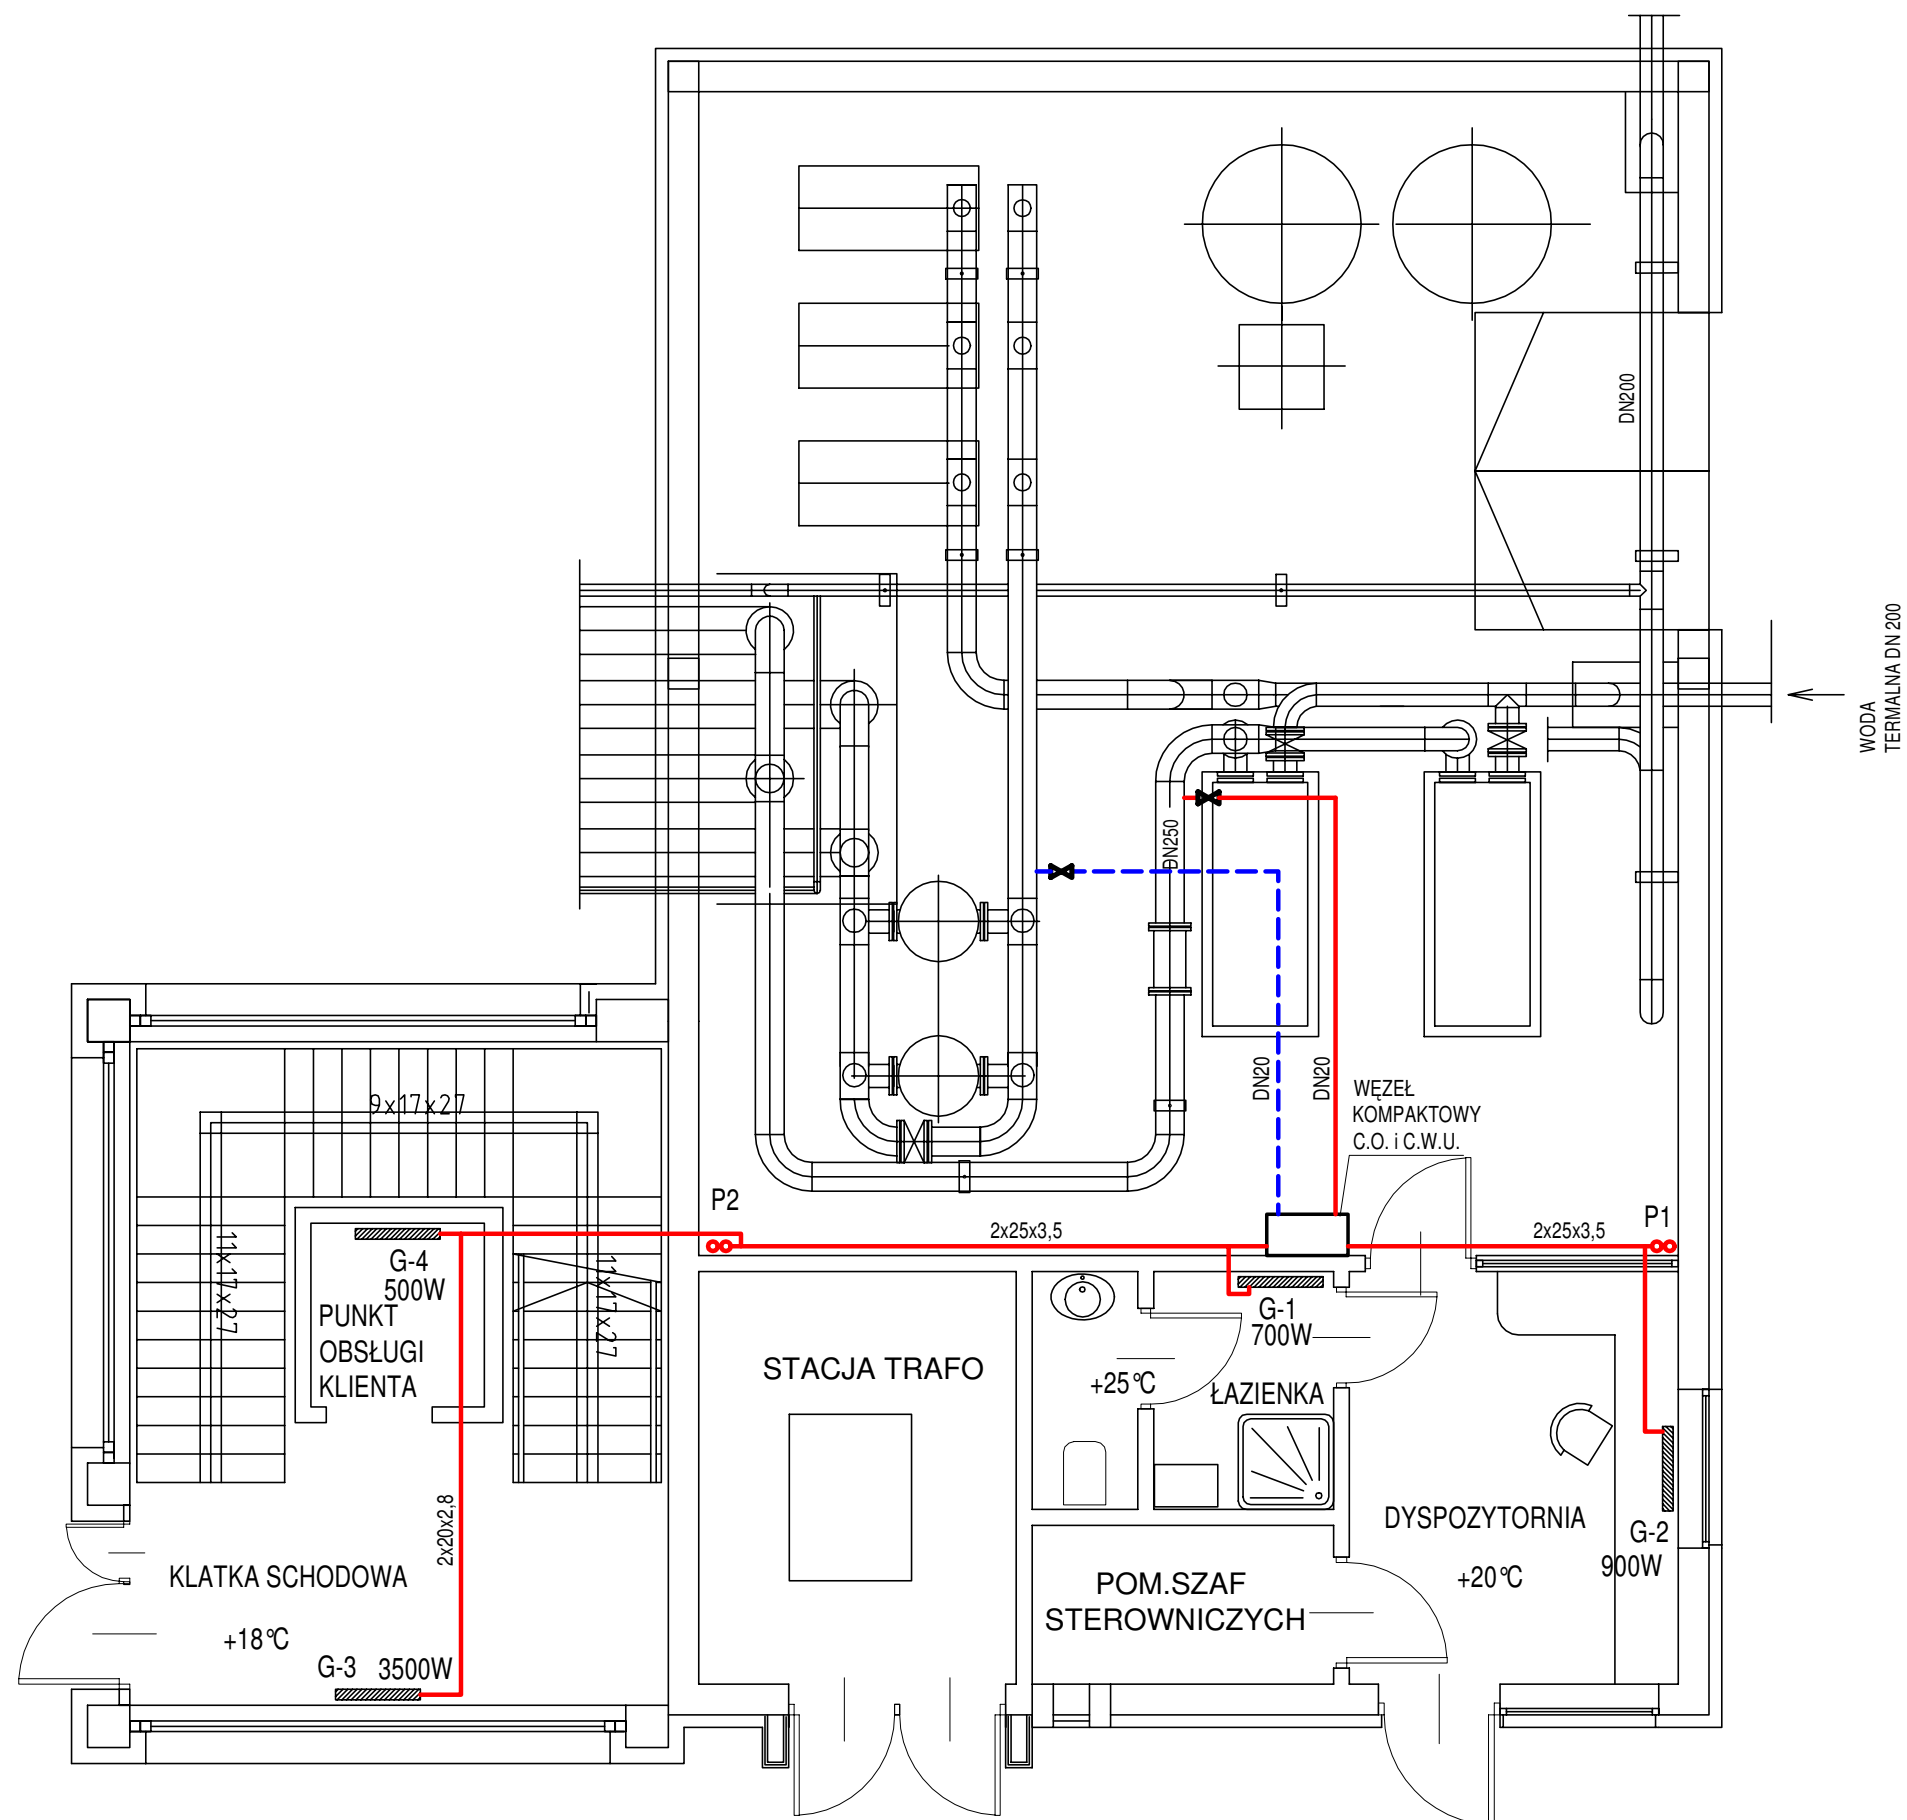 DN200
WODA
TERMALNA DN 200
DN250
DN20
DN20
WĘZEŁ
KOMPAKTOWY
C.O. i C.W.U.
9x17x27
P2
2x25x3,5
2x25x3,5
P1
11x17x27
G-4
500W
11x17x27
PUNKT
OBSŁUGI
KLIENTA
G-1
700W
STACJA TRAFO
+25°C
ŁAZIENKA
2x20x2,8
DYSPOZYTORNIA
+20°C
G-2
900W
KLATKA SCHODOWA
+18°C
POM.SZAF
STEROWNICZYCH
G-3 3500W